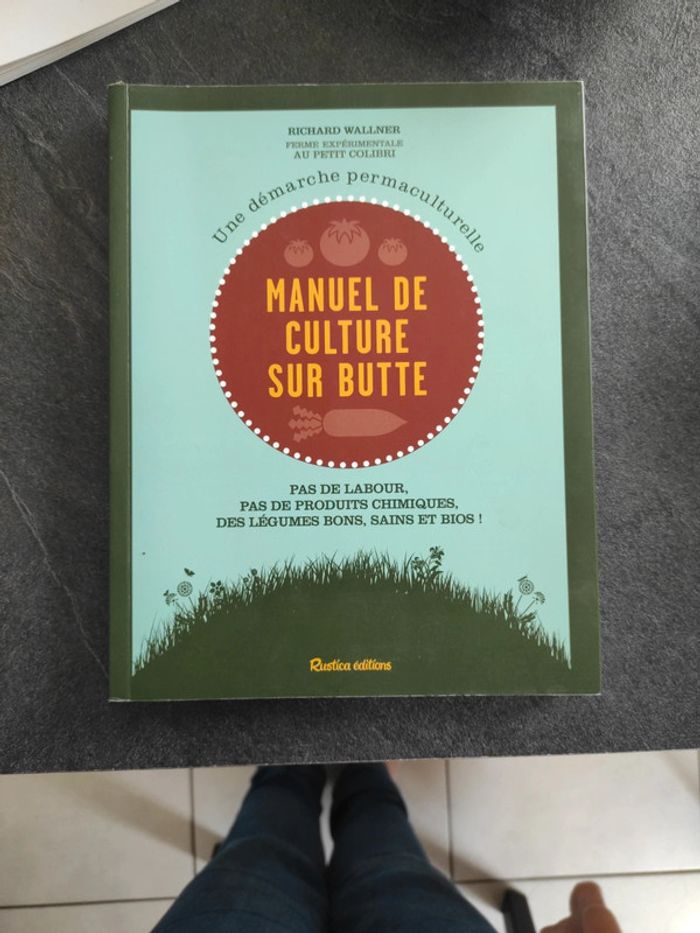 RICHARD WALLNER
FERME EXPÉRIMENTALE
AU PETIT COLIBRI
Une démarche permaculturelle
MANUEL DE
CULTURE
SUR BUTTE
PAS DE LABOUR,
PAS DE PRODUITS CHIMIQUES,
DES LÉGUMES BONS, SAINS ET BIOS !
Rustica éditions